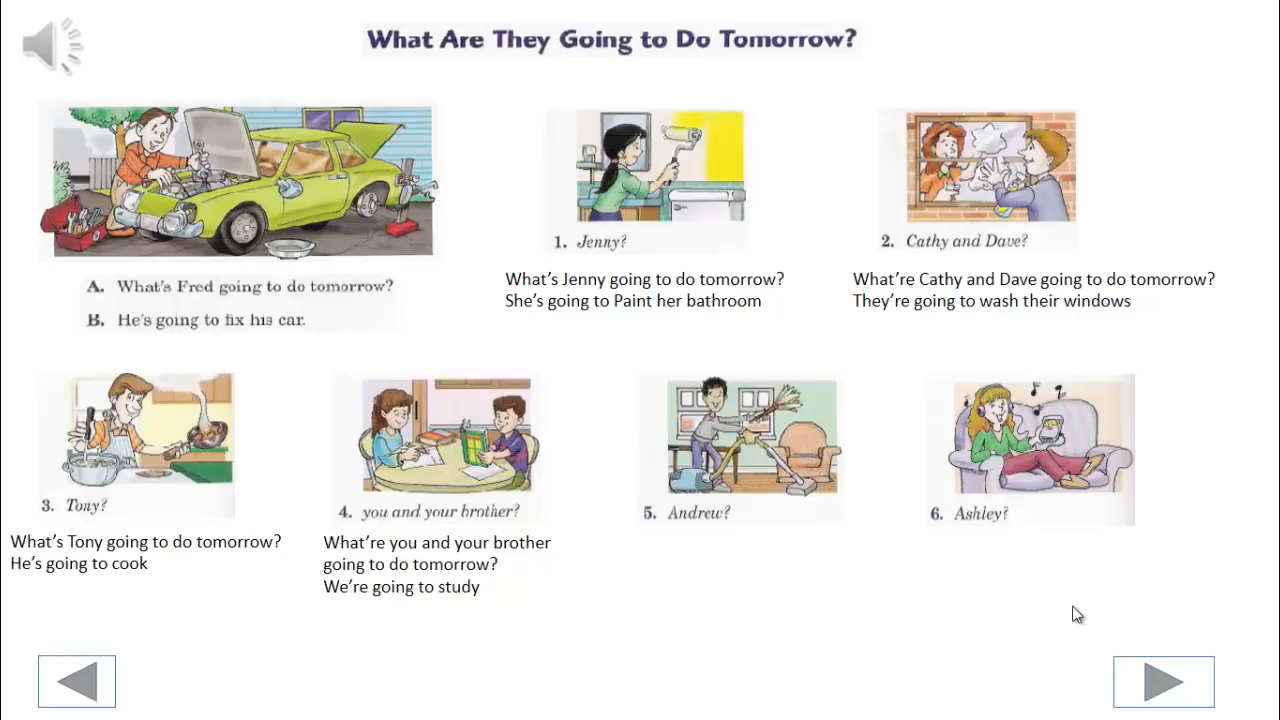 What Are They Going to Do Tomorrow?
A. What's Fred going to do tomorrow?
B. He's going to fix his car.
1. Jenny?
What's Jenny going to do tomorrow?
She's going to Paint her bathroom
2. Cathy and Dave?
What're Cathy and Dave going to do tomorrow?
They're going to wash their windows
3. Tony?
What's Tony going to do tomorrow?
He's going to cook
4. you and your brother?
What're you and your brother
going to do tomorrow?
We're going to study
5. Andrew?
6. Ashley?